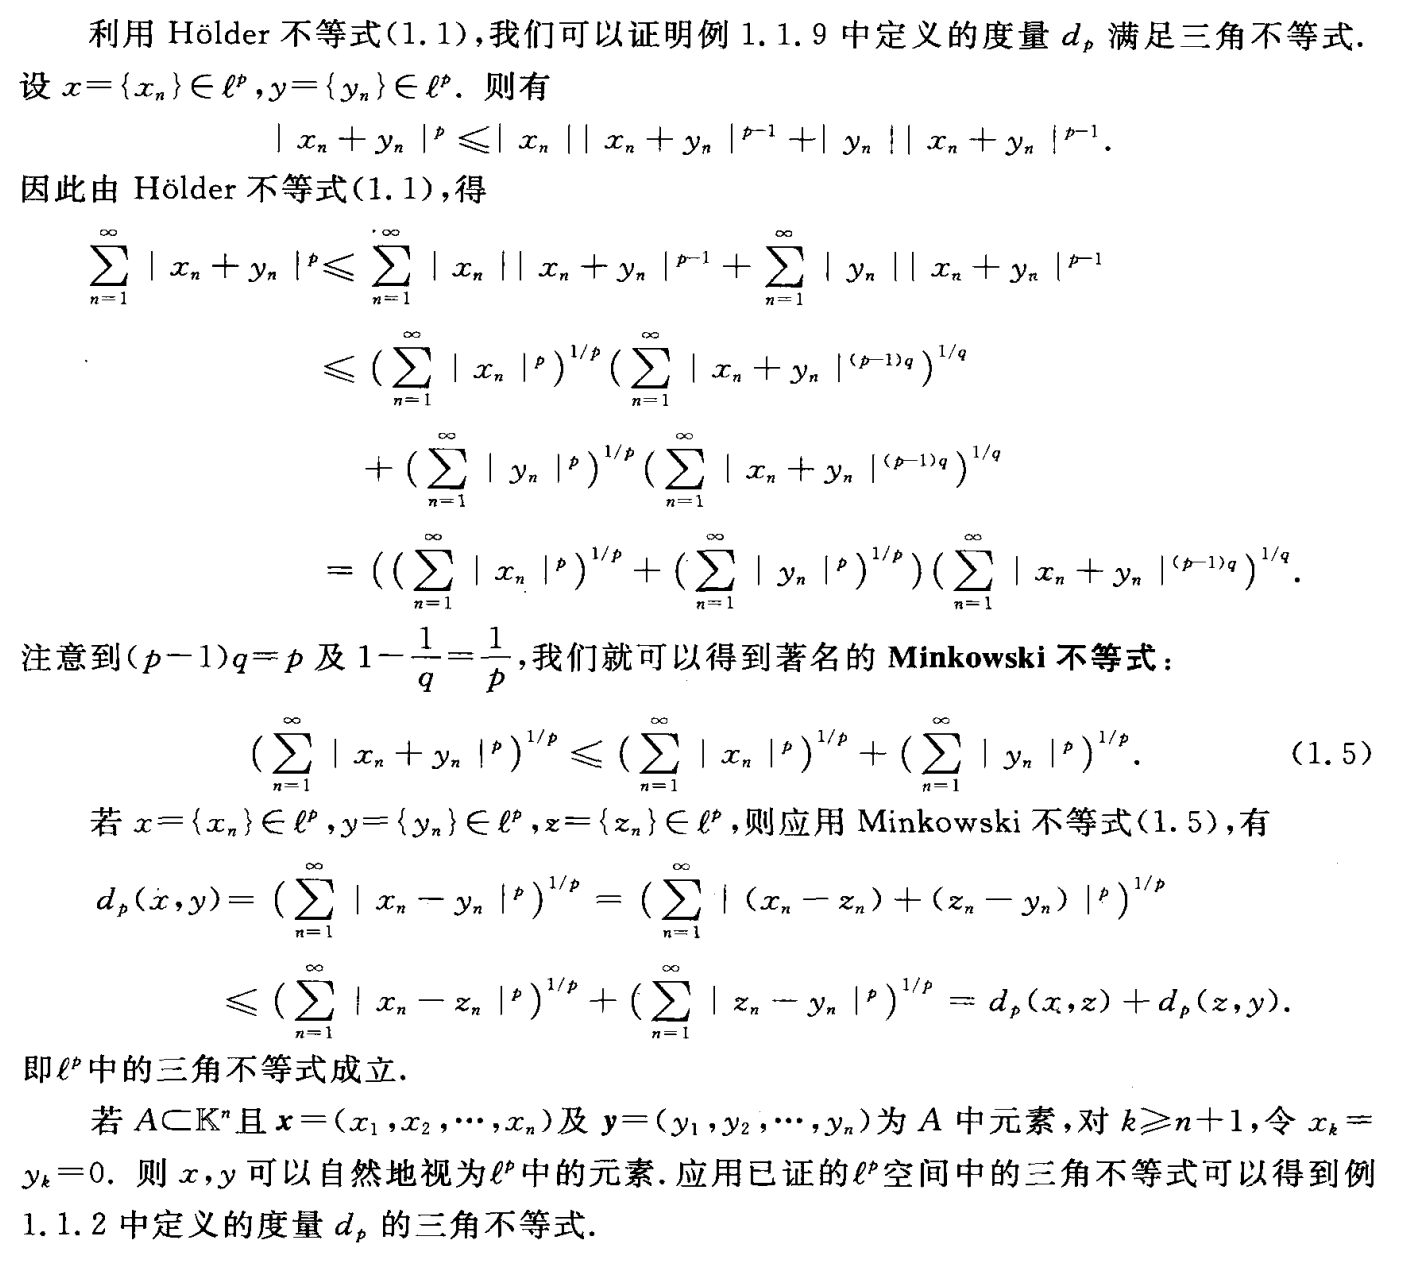 利用 Hölder 不等式(1.1),我们可以证明例 1.1.9 中定义的度量 $d_p$ 满足三角不等式.
设 $x=\{x_n\}\in\ell^p,y=\{y_n\}\in\ell^p$. 则有
$|x_n+y_n|^p\leqslant|x_n||x_n+y_n|^{p-1}+|y_n||x_n+y_n|^{p-1}.$
因此由 Hölder 不等式(1.1),得
$\sum_{n=1}^{\infty}|x_n+y_n|^p\leqslant\sum_{n=1}^{\infty}|x_n||x_n+y_n|^{p-1}+\sum_{n=1}^{\infty}|y_n||x_n+y_n|^{p-1}$
$\leqslant(\sum_{n=1}^{\infty}|x_n|^p)^{1/p}(\sum_{n=1}^{\infty}|x_n+y_n|^{(p-1)q})^{1/q}$
$+(\sum_{n=1}^{\infty}|y_n|^p)^{1/p}(\sum_{n=1}^{\infty}|x_n+y_n|^{(p-1)q})^{1/q}$
$=((\sum_{n=1}^{\infty}|x_n|^p)^{1/p}+(\sum_{n=1}^{\infty}|y_n|^p)^{1/p})(\sum_{n=1}^{\infty}|x_n+y_n|^{(p-1)q})^{1/q}.$
注意到$(p-1)q=p$ 及 $1-\frac{1}{q}=\frac{1}{p}$,我们就可以得到著名的 Minkowski 不等式:
$(\sum_{n=1}^{\infty}|x_n+y_n|^p)^{1/p}\leqslant(\sum_{n=1}^{\infty}|x_n|^p)^{1/p}+(\sum_{n=1}^{\infty}|y_n|^p)^{1/p}.$ (1.5)
若 $x=\{x_n\}\in\ell^p,y=\{y_n\}\in\ell^p,z=\{z_n\}\in\ell^p$,则应用 Minkowski 不等式(1.5),有
$d_p(x,y)=(\sum_{n=1}^{\infty}|x_n-y_n|^p)^{1/p}=(\sum_{n=1}^{\infty}|(x_n-z_n)+(z_n-y_n)|^p)^{1/p}$
$\leqslant(\sum_{n=1}^{\infty}|x_n-z_n|^p)^{1/p}+(\sum_{n=1}^{\infty}|z_n-y_n|^p)^{1/p}=d_p(x,z)+d_p(z,y).$
即$\ell^p$中的三角不等式成立.
若 $A\subset\mathbb{K}^n$且 $\boldsymbol{x}=(x_1,x_2,\cdots,x_n)$及 $\boldsymbol{y}=(y_1,y_2,\cdots,y_n)$为 $A$ 中元素,对 $k\geqslant n+1$,令 $x_k=$
$y_k=0$. 则 $x,y$ 可以自然地视为$\ell^p$中的元素.应用已证的$\ell^p$空间中的三角不等式可以得到例
1.1.2 中定义的度量 $d_p$ 的三角不等式.